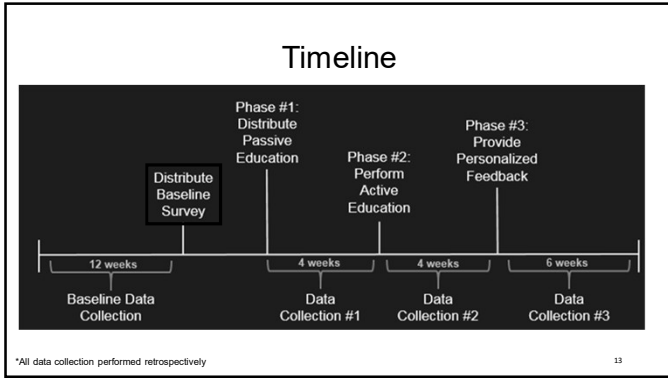 Timeline
Phase #1:
Distribute
Passive
Education
Phase #3:
Provide
Personalized
Feedback
Phase #2:
Perform
Active
Education
Distribute
Baseline
Survey
12 weeks
4 weeks
4 weeks
6 weeks
Baseline Data
Collection
Data
Collection #1
Data
Collection #2
Data
Collection #3
*All data collection performed retrospectively
13